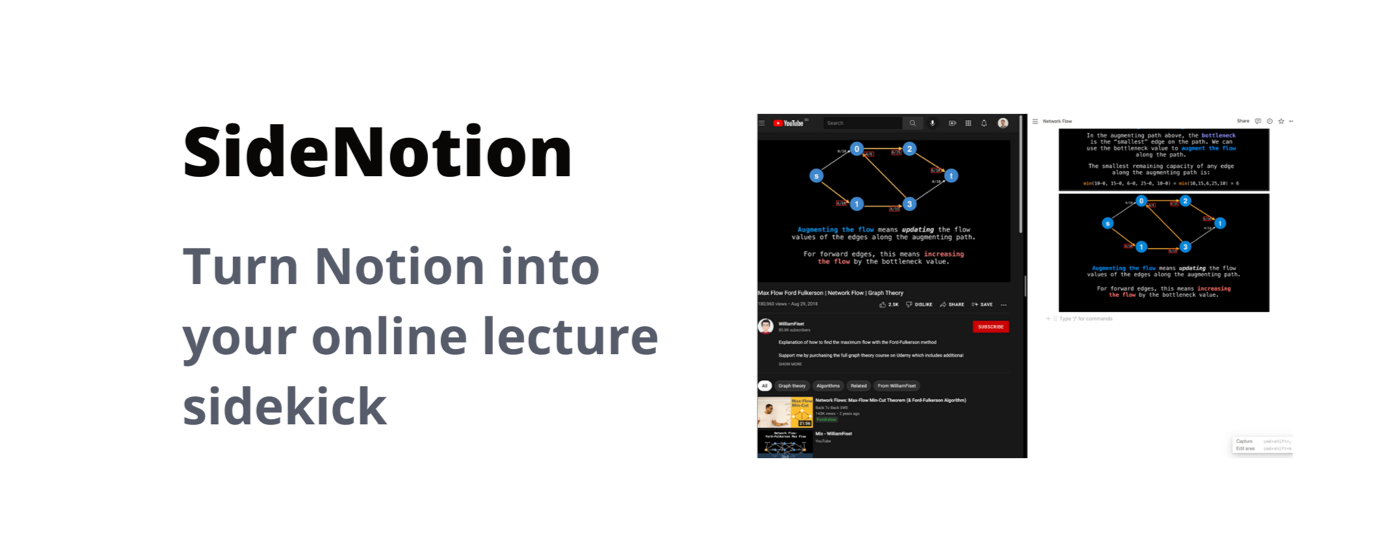 SideNotion
Turn Notion into
your online lecture
sidekick
YouTube
Search
0
2
s
t
1
3
Augmenting the flow means updating the flow
values of the edges along the augmenting path.
For forward edges, this means increasing
the flow by the bottleneck value.
Max Flow Ford Fulkerson | Network Flow | Graph Theory
2.5K DISLIKE SHARE SAVE
WilliamFiset
SUBSCRIBE
Explanation of how to find the maximum flow with the Ford-Fulkerson method
Support me by purchasing the full graph theory course on Udemy which includes additional
SHOW MORE
All Graph theory Algorithms Related From WilliamFiset
Network Flows: Max-Flow Min-Cut Theorem (& Ford-Fulkerson Algorithm)
Back To Back SWE
27:56
Mix - WilliamFiset
YouTube
Network Flow
Share
In the augmenting path above, the bottleneck
is the "smallest" edge on the path. We can
use the bottleneck value to augment the flow
along the path.
The smallest remaining capacity of any edge
along the augmenting path is:
min(10-0, 15-0, 6-0, 25-0, 10-0) = min(10,15,6,25,10) = 6
0
2
s
t
1
3
Augmenting the flow means updating the flow
values of the edges along the augmenting path.
For forward edges, this means increasing
the flow by the bottleneck value.
Type '/' for commands
Capture
Edit area